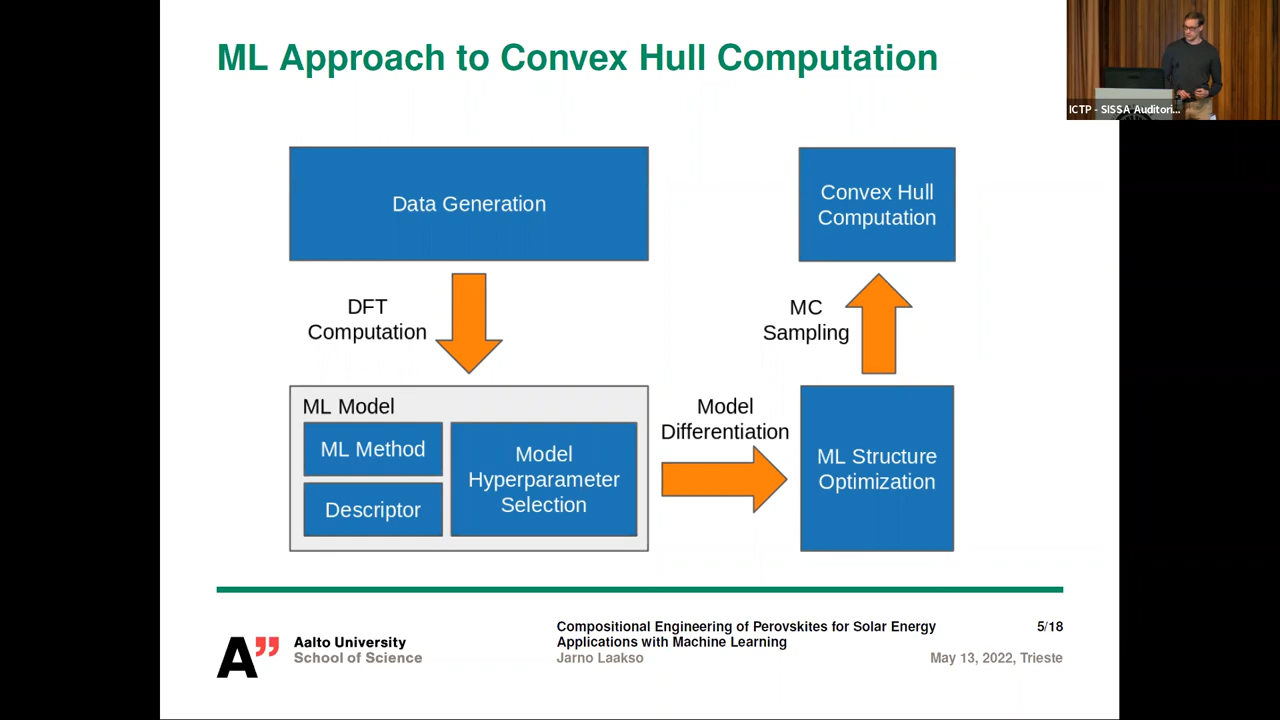 ML Approach to Convex Hull Computation
ICTP - SISSA Auditori...
Data Generation
Convex Hull
Computation
DFT
Computation
MC
Sampling
ML Model
ML Method
Descriptor
Model
Hyperparameter
Selection
Model
Differentiation
ML Structure
Optimization
A"
Aalto University
School of Science
Compositional Engineering of Perovskites for Solar Energy
Applications with Machine Learning
Jarno Laakso
5/18
May 13, 2022, Trieste